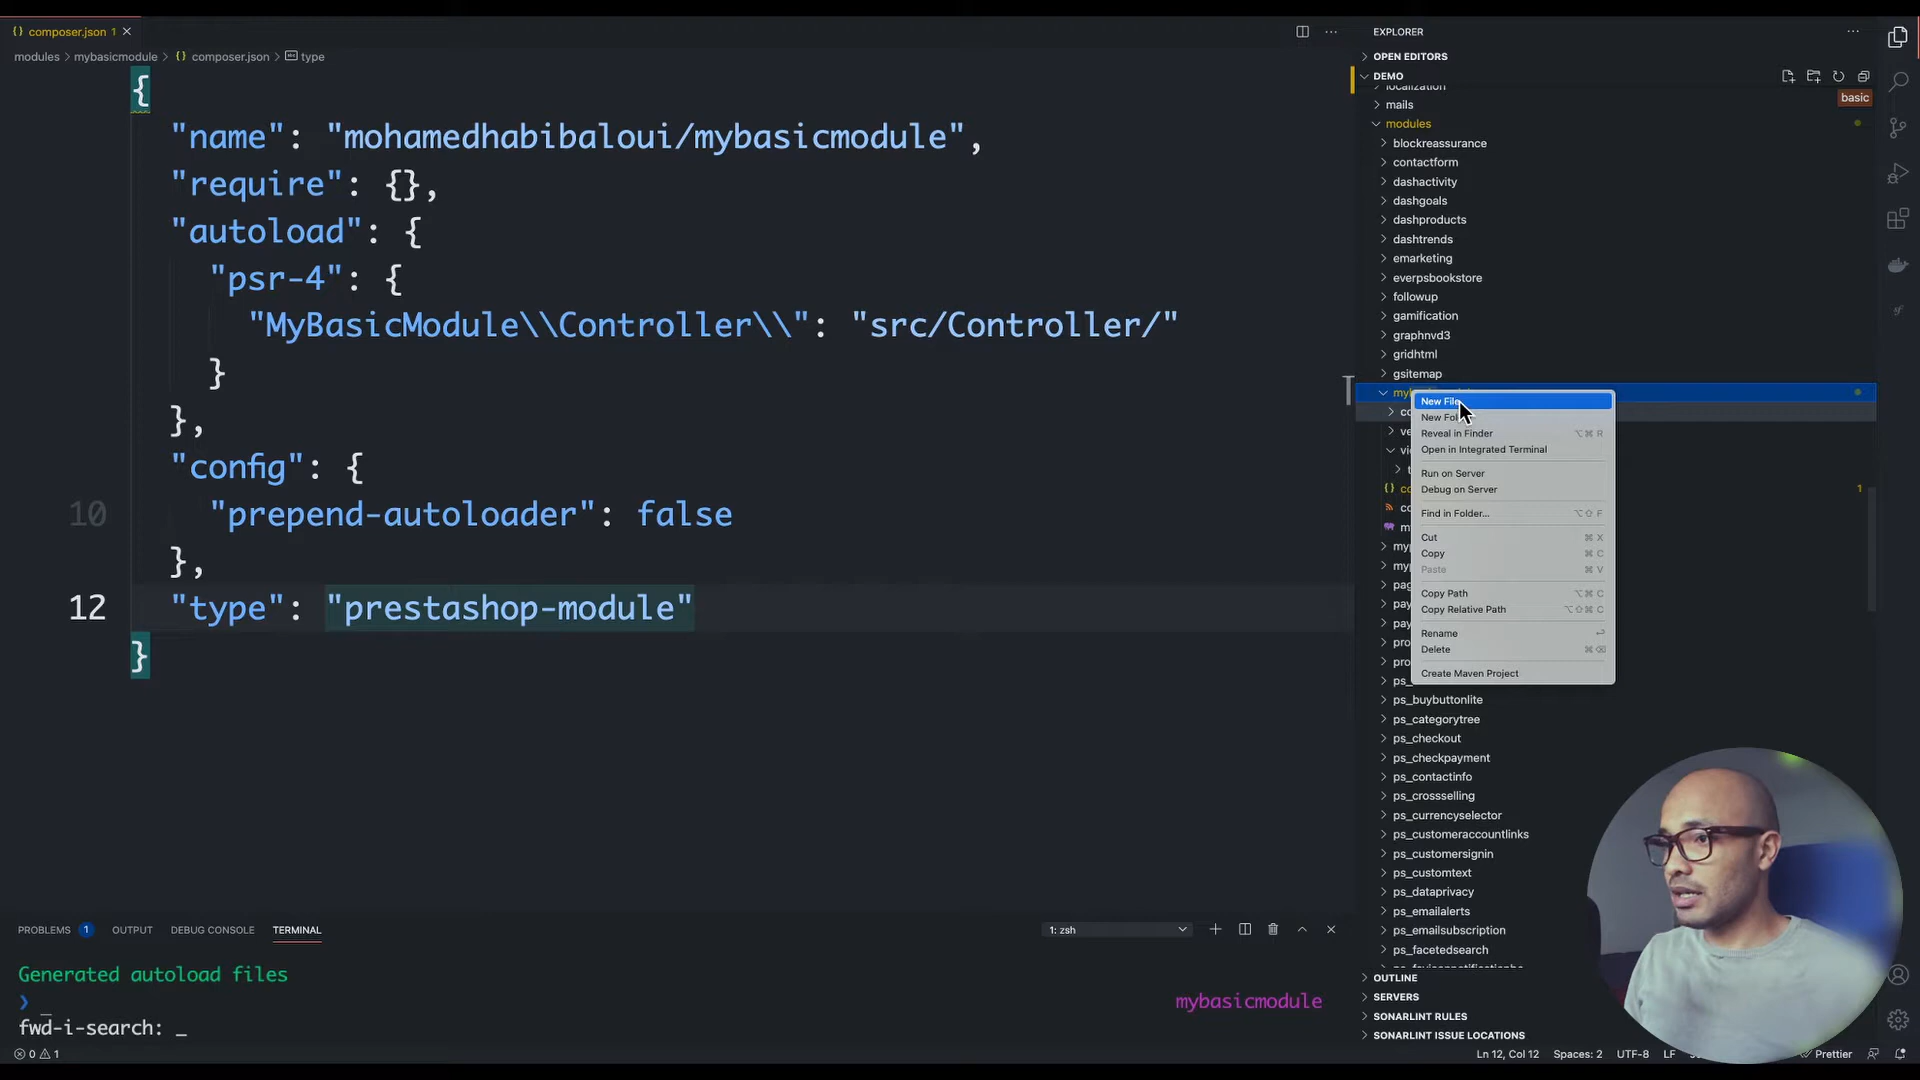 composer.json 1
modules > mybasicmodule > composer.json > type
{
"name": "mohamedhabibaloui/mybasicmodule",
"require": {},
"autoload": {
"psr-4": {
"MyBasicModule\\Controller\\": "src/Controller/"
}
},
"config": {
10 "prepend-autoloader": false
},
12 "type": "prestashop-module"
}
PROBLEMS 1 OUTPUT DEBUG CONSOLE TERMINAL
1: zsh
Generated autoload files
❯ _
mybasicmodule
fwd-i-search: _
0 1
Ln 12, Col 12 Spaces: 2 UTF-8 LF
Prettier
EXPLORER
OPEN EDITORS
DEMO
localization
basic
mails
modules
blockreassurance
contactform
dashactivity
dashgoals
dashproducts
dashtrends
emarketing
everpsbookstore
followup
gamification
graphnvd3
gridhtml
gsitemap
New File
Reveal in Finder ⌥⌘ R
Open in Integrated Terminal
Run on Server
Debug on Server
Find in Folder... ⌥⇧ F
Cut ⌘ X
Copy ⌘ C
Paste ⌘ V
Copy Path ⌥⌘ C
Copy Relative Path ⌥⇧⌘ C
Rename
Delete
Create Maven Project
1
ps_buybuttonlite
ps_categorytree
ps_checkout
ps_checkpayment
ps_contactinfo
ps_crossselling
ps_currencyselector
ps_customeraccountlinks
ps_customersignin
ps_customtext
ps_dataprivacy
ps_emailalerts
ps_emailsubscription
ps_facetedsearch
OUTLINE
SERVERS
SONARLINT RULES
SONARLINT ISSUE LOCATIONS